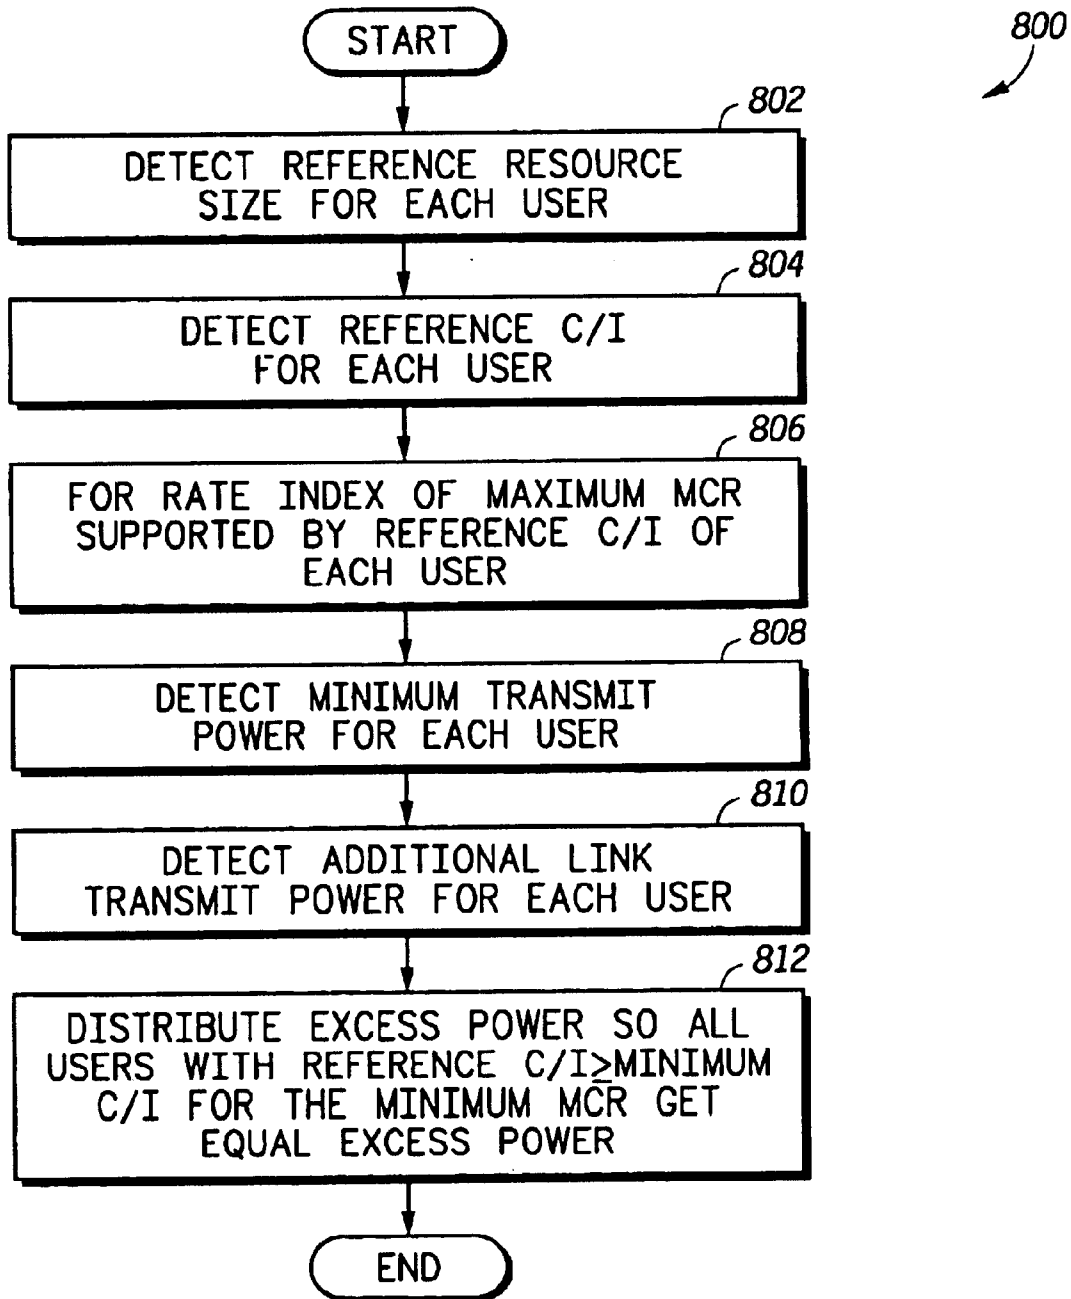 START
800
802
DETECT REFERENCE RESOURCE
SIZE FOR EACH USER
804
DETECT REFERENCE C/I
FOR EACH USER
806
FOR RATE INDEX OF MAXIMUM MCR
SUPPORTED BY REFERENCE C/I OF
EACH USER
808
DETECT MINIMUM TRANSMIT
POWER FOR EACH USER
810
DETECT ADDITIONAL LINK
TRANSMIT POWER FOR EACH USER
812
DISTRIBUTE EXCESS POWER SO ALL
USERS WITH REFERENCE C/I≥MINIMUM
C/I FOR THE MINIMUM MCR GET
EQUAL EXCESS POWER
END